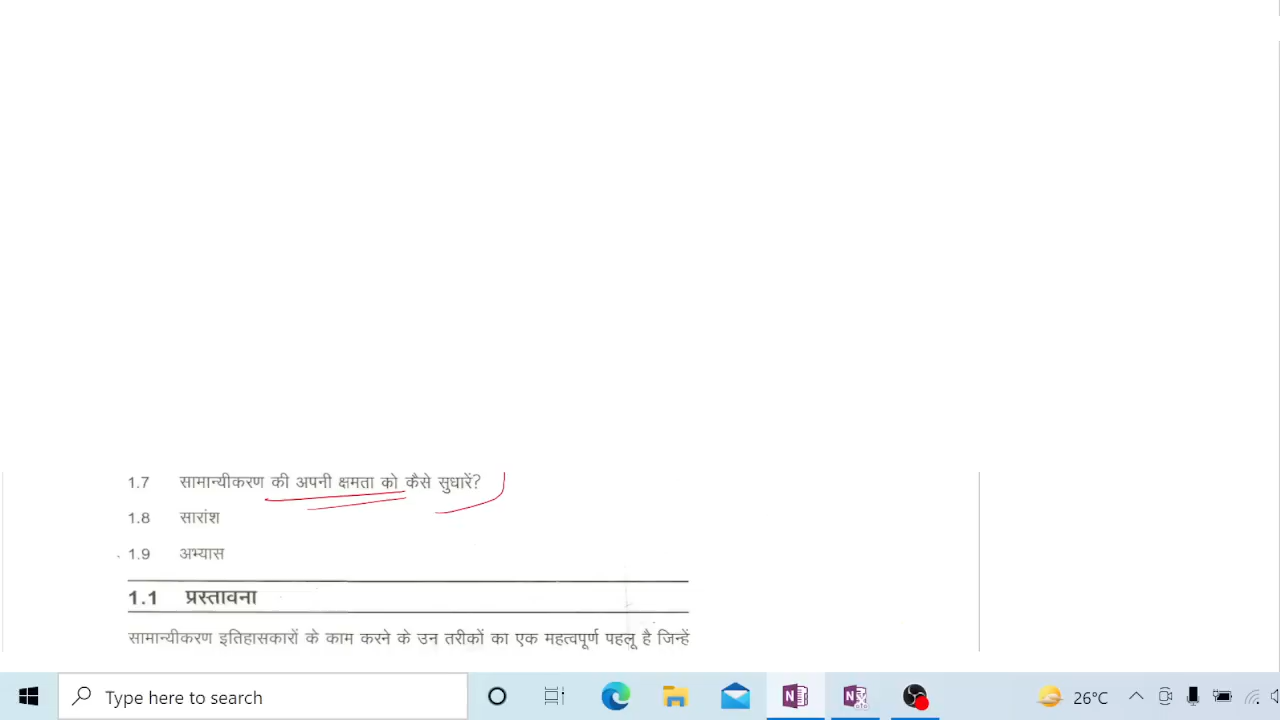 1.7 सामान्यीकरण की अपनी क्षमता को कैसे सुधारें?
1.8 सारांश
1.9 अभ्यास
1.1 प्रस्तावना
सामान्यीकरण इतिहासकारों के काम करने के उन तरीकों का एक महत्वपूर्ण पहलू है जिन्हें
Type here to search
26°C